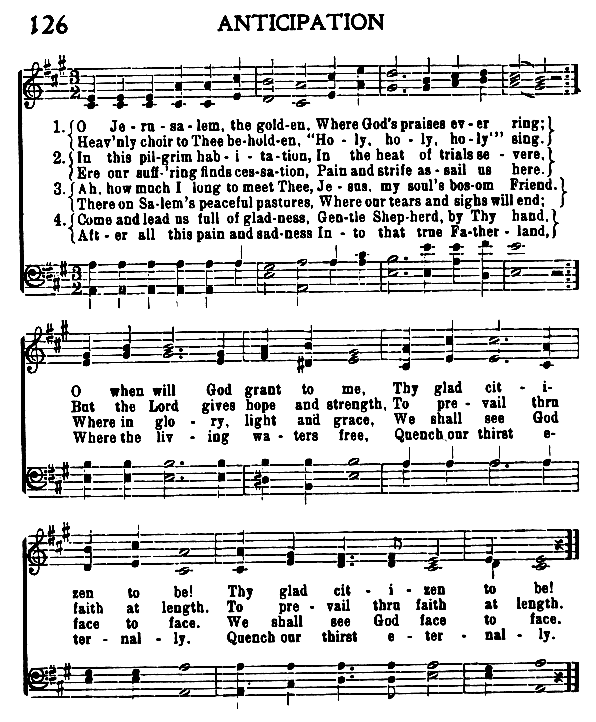 126 ANTICIPATION
3
2
1. { O Je - ru - sa - lem, the gold - en, Where God's praises ev - er ring; }
{ Heav'nly choir to Thee be - hold - en, "Ho - ly, ho - ly, ho - ly'" sing. }
2. { In this pil - grim hab - i - ta - tion, In the heat of trials se - vere, }
{ Ere our suff - 'ring finds ces - sa - tion, Pain and strife as - sail us here. }
3. { Ah, how much I long to meet Thee, Je - sus, my soul's bos - om Friend. }
{ There on Sa - lem's peaceful pastures, Where our tears and sighs will end; }
4. { Come and lead us full of glad - ness, Gen - tle Shep - herd, by Thy hand, }
{ Aft - er all this pain and sad - ness In - to that true Fa - ther - land, }
3
2
O when will God grant to me, Thy glad cit - i-
But the Lord gives hope and strength, To pre - vail thru
Where in glo - ry, light and grace, We shall see God
Where the liv - ing wa - ters free, Quench our thirst e-
zen to be! Thy glad cit - i - zen to be!
faith at length. To pre - vail thru faith at length.
face to face. We shall see God face to face.
ter - nal - ly. Quench our thirst e - ter - nal - ly.